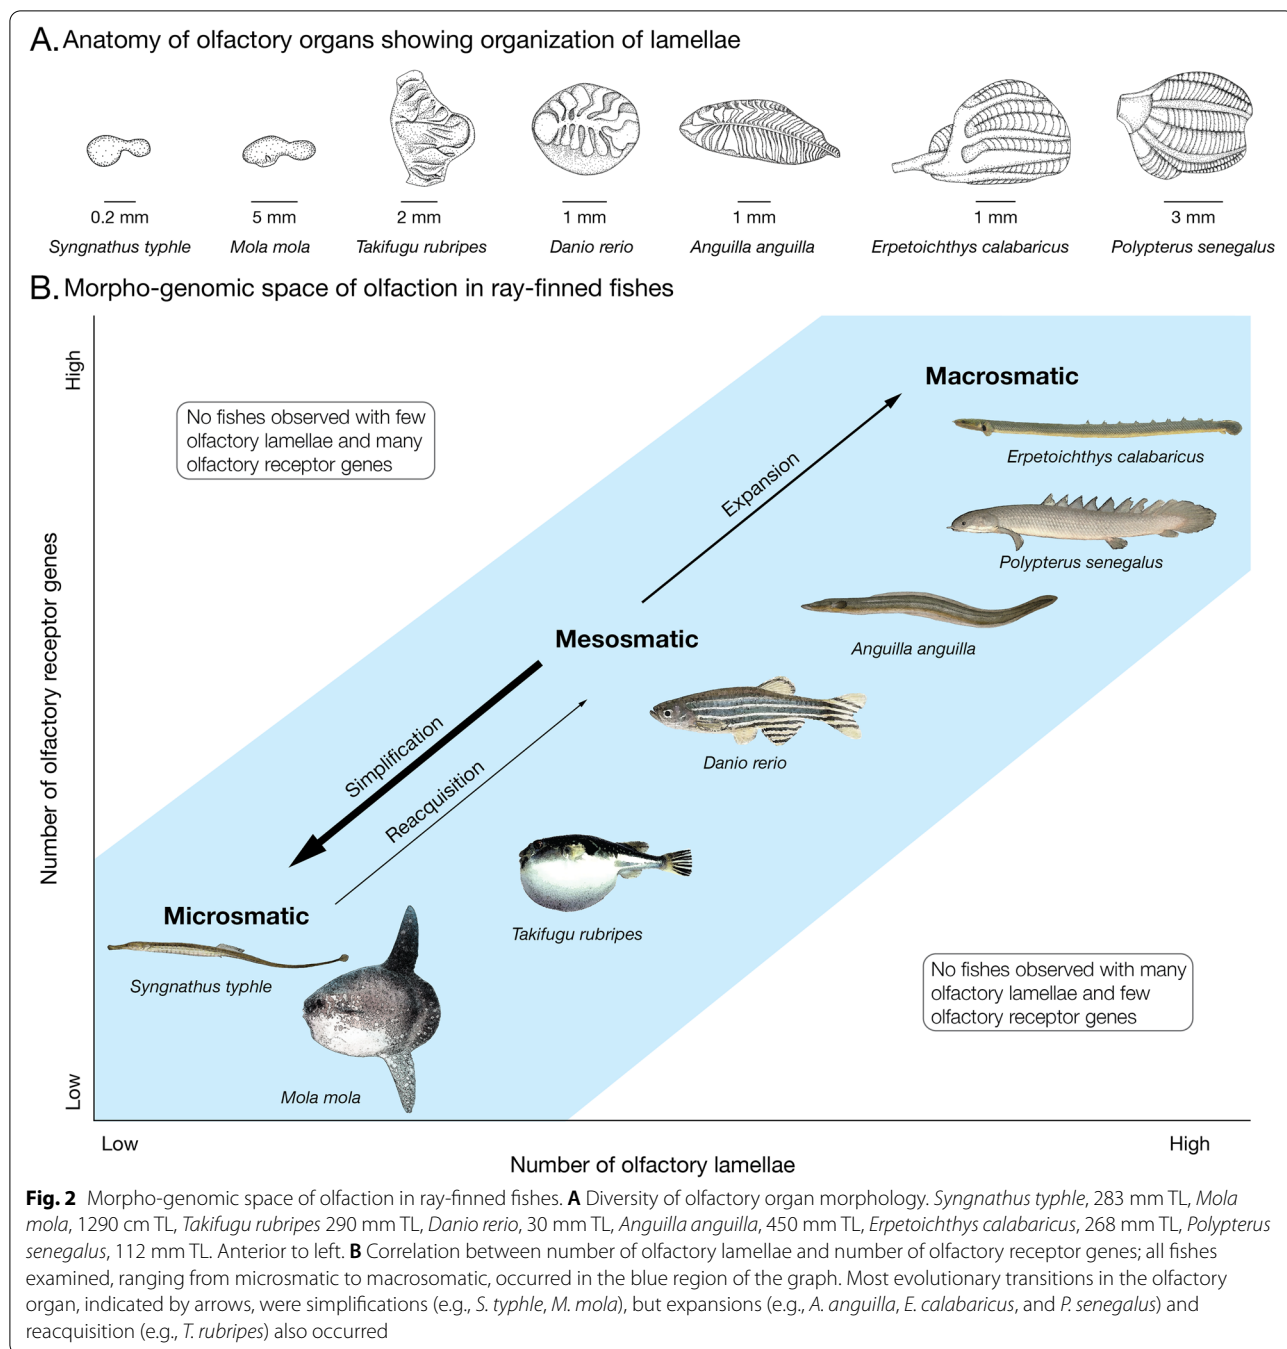 A. Anatomy of olfactory organs showing organization of lamellae
0.2 mm
5 mm
2 mm
1 mm
1 mm
1 mm
3 mm
Syngnathus typhle
Mola mola
Takifugu rubripes
Danio rerio
Anguilla anguilla
Erpetoichthys calabaricus
Polypterus senegalus
B. Morpho-genomic space of olfaction in ray-finned fishes
High
Number of olfactory receptor genes
Low
No fishes observed with few
olfactory lamellae and many
olfactory receptor genes
Macrosmatic
Erpetoichthys calabaricus
Expansion
Polypterus senegalus
Mesosmatic
Anguilla anguilla
Danio rerio
Simplification
Reacquisition
Microsmatic
Takifugu rubripes
Syngnathus typhle
Mola mola
No fishes observed with many
olfactory lamellae and few
olfactory receptor genes
Low
High
Number of olfactory lamellae
Fig. 2 Morpho-genomic space of olfaction in ray-finned fishes. A Diversity of olfactory organ morphology. Syngnathus typhle, 283 mm TL, Mola
mola, 1290 cm TL, Takifugu rubripes 290 mm TL, Danio rerio, 30 mm TL, Anguilla anguilla, 450 mm TL, Erpetoichthys calabaricus, 268 mm TL, Polypterus
senegalus, 112 mm TL. Anterior to left. B Correlation between number of olfactory lamellae and number of olfactory receptor genes; all fishes
examined, ranging from microsmatic to macrosomatic, occurred in the blue region of the graph. Most evolutionary transitions in the olfactory
organ, indicated by arrows, were simplifications (e.g., S. typhle, M. mola), but expansions (e.g., A. anguilla, E. calabaricus, and P. senegalus) and
reacquisition (e.g., T. rubripes) also occurred